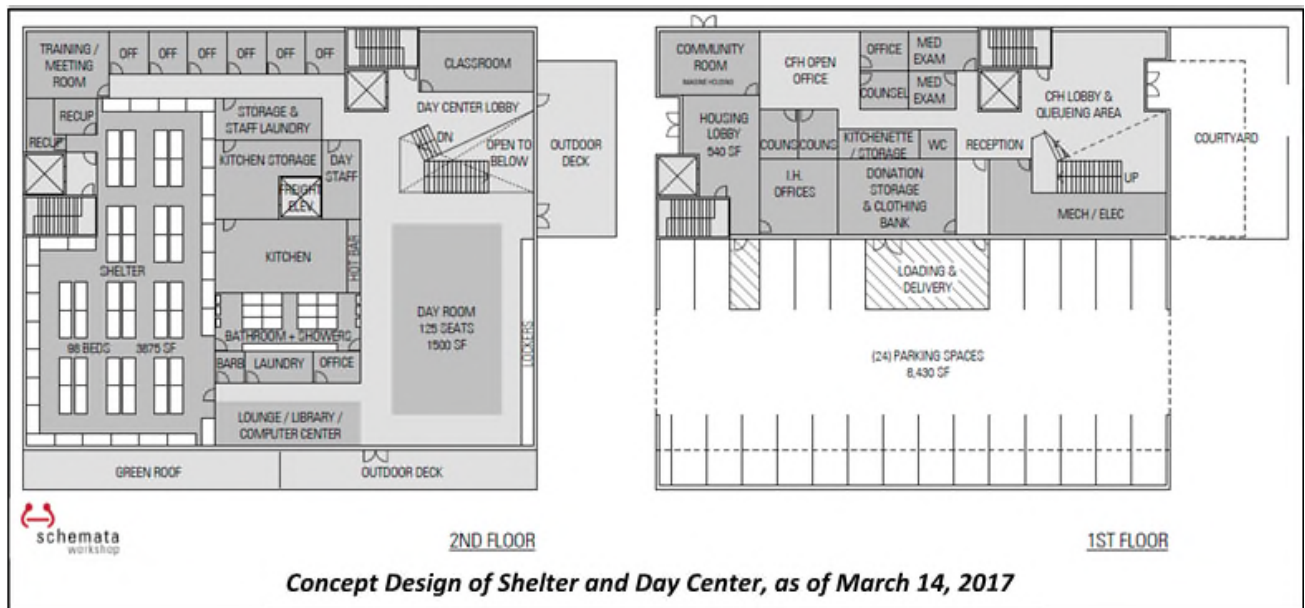 TRAINING /
MEETING
ROOM
OFF
OFF
OFF
OFF
OFF
OFF
CLASSROOM
RECUP
RECUP
STORAGE &
STAFF LAUNDRY
DAY CENTER LOBBY
KITCHEN STORAGE
DAY
STAFF
DN
OPEN TO
BELOW
OUTDOOR
DECK
FREIGHT
ELEV.
SHELTER
KITCHEN
HOT BAR
98 BEDS 3675 SF
BATHROOM + SHOWERS
DAY ROOM
125 SEATS
1500 SF
LOCKERS
BARB
LAUNDRY
OFFICE
LOUNGE / LIBRARY /
COMPUTER CENTER
GREEN ROOF
OUTDOOR DECK
schemata
workshop
2ND FLOOR
COMMUNITY
ROOM
IMAGINE HOUSING
CFH OPEN
OFFICE
OFFICE
MED
EXAM
COUNSEL
MED
EXAM
CFH LOBBY &
QUEUEING AREA
COURTYARD
HOUSING
LOBBY
540 SF
COUNS
COUNS
KITCHENETTE
/ STORAGE
WC
RECEPTION
I.H.
OFFICES
DONATION
STORAGE
& CLOTHING
BANK
UP
MECH / ELEC
LOADING &
DELIVERY
(24) PARKING SPACES
8,430 SF
1ST FLOOR
Concept Design of Shelter and Day Center, as of March 14, 2017